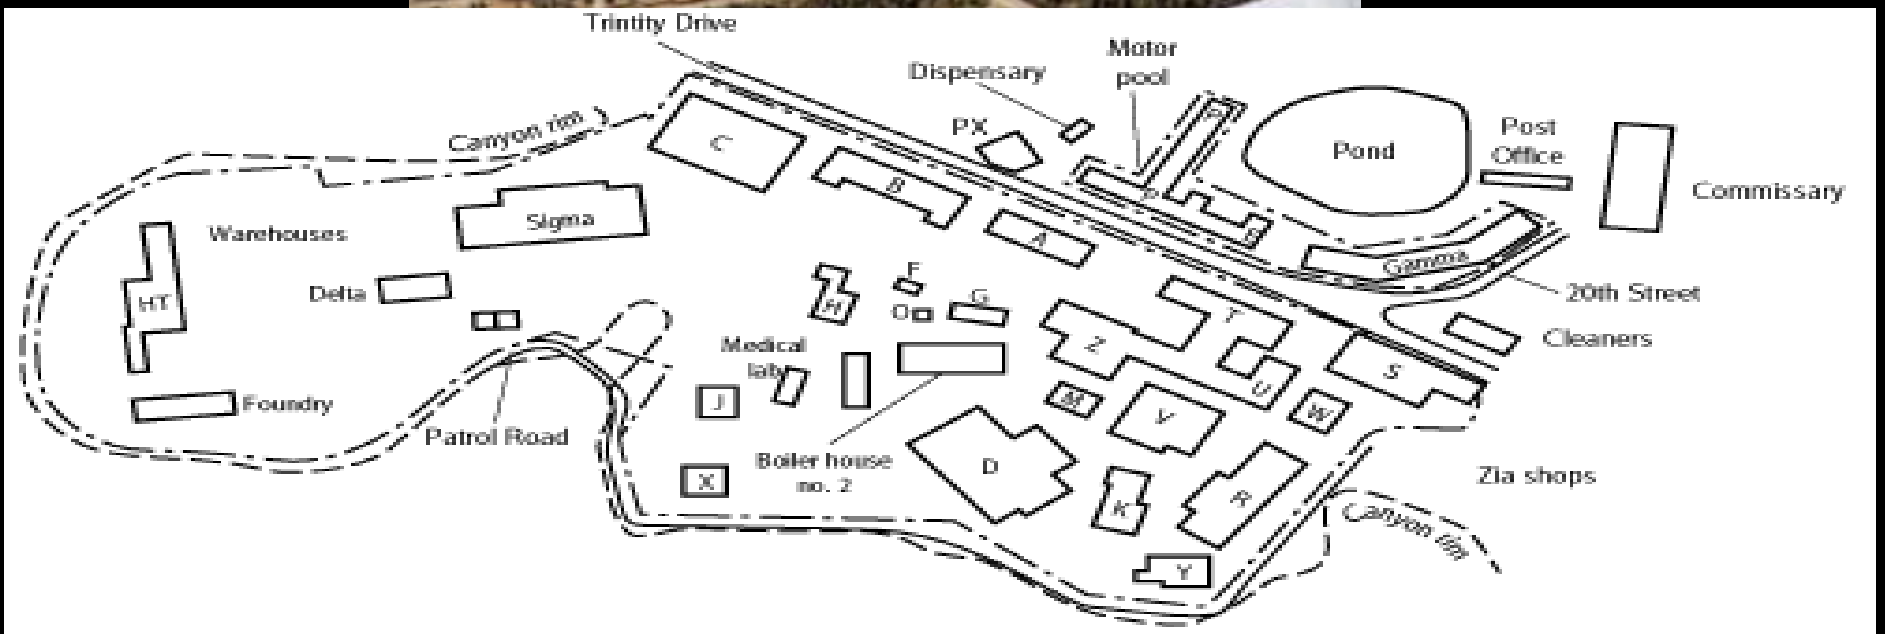 Trintity Drive
Motor
pool
Dispensary
PX
Canyon rim
C
B
A
Pond
Post
Office
Commissary
Warehouses
Sigma
Gamma
20th Street
HT
Delta
F
G
O
H
T
Cleaners
Z
Medical
lab
S
J
U
M
W
V
Foundry
Patrol Road
Boiler house
no. 2
D
Zia shops
X
K
R
Canyon rim
Y